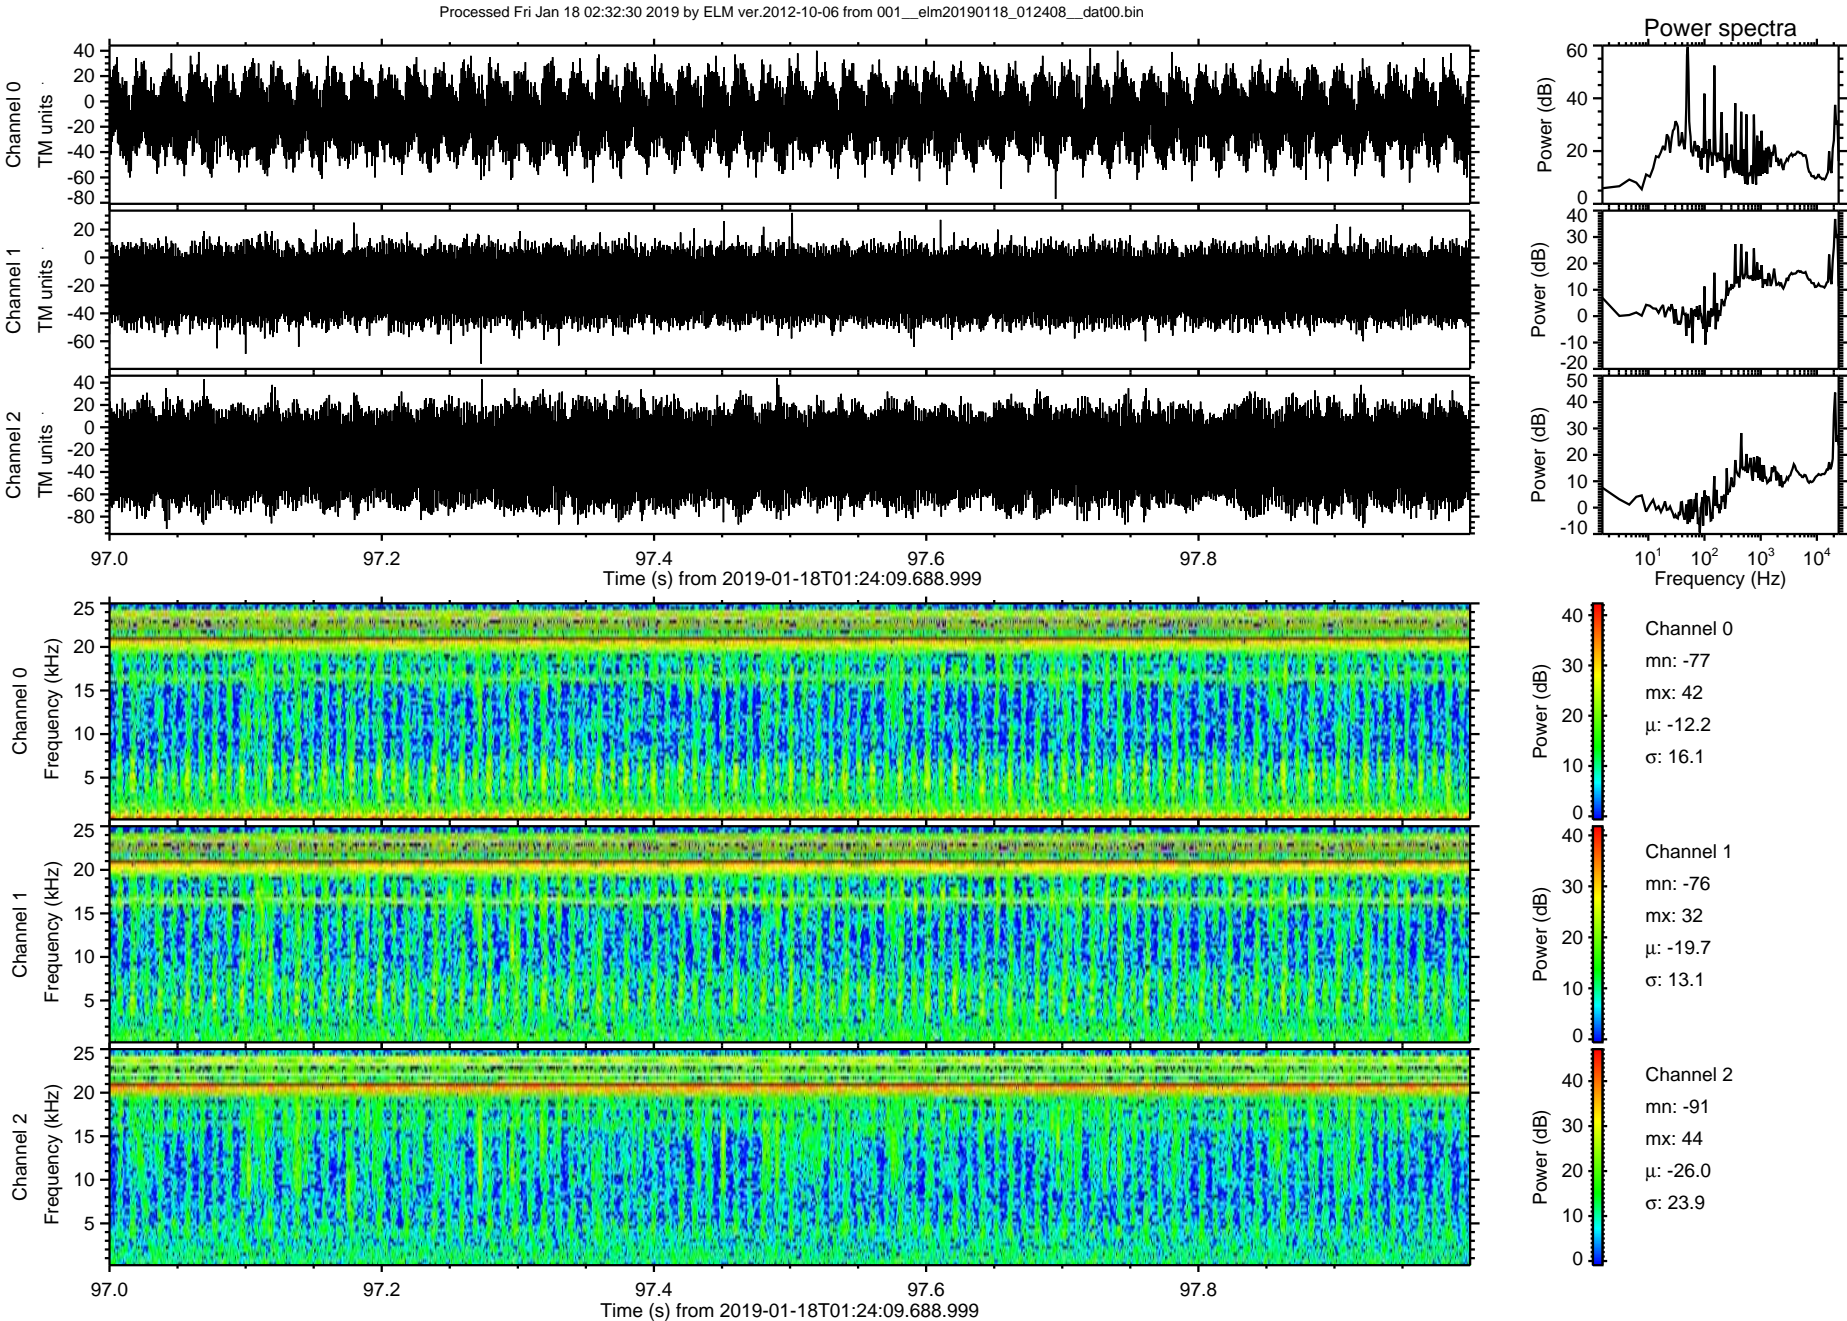 Processed Fri Jan 18 02:32:30 2019 by ELM ver.2012-10-06 from 001__elm20190118_012408__dat00.bin
Power spectra
Channel 0
TM units
40
20
0
-20
-40
-60
-80
Power (dB)
60
40
20
0
Channel 1
TM units
20
0
-20
-40
-60
Power (dB)
40
30
20
10
0
-10
-20
Channel 2
TM units
40
20
0
-20
-40
-60
-80
Power (dB)
50
40
30
20
10
0
-10
97.0 97.2 97.4 97.6 97.8
Time (s) from 2019-01-18T01:24:09.688.999
10^1 10^2 10^3 10^4
Frequency (Hz)
Channel 0
Frequency (kHz)
25
20
15
10
5
Power (dB)
40
30
20
10
0
Channel 0
mn: -77
mx: 42
μ: -12.2
σ: 16.1
Channel 1
Frequency (kHz)
25
20
15
10
5
Power (dB)
40
30
20
10
0
Channel 1
mn: -76
mx: 32
μ: -19.7
σ: 13.1
Channel 2
Frequency (kHz)
25
20
15
10
5
Power (dB)
40
30
20
10
0
Channel 2
mn: -91
mx: 44
μ: -26.0
σ: 23.9
97.0 97.2 97.4 97.6 97.8
Time (s) from 2019-01-18T01:24:09.688.999